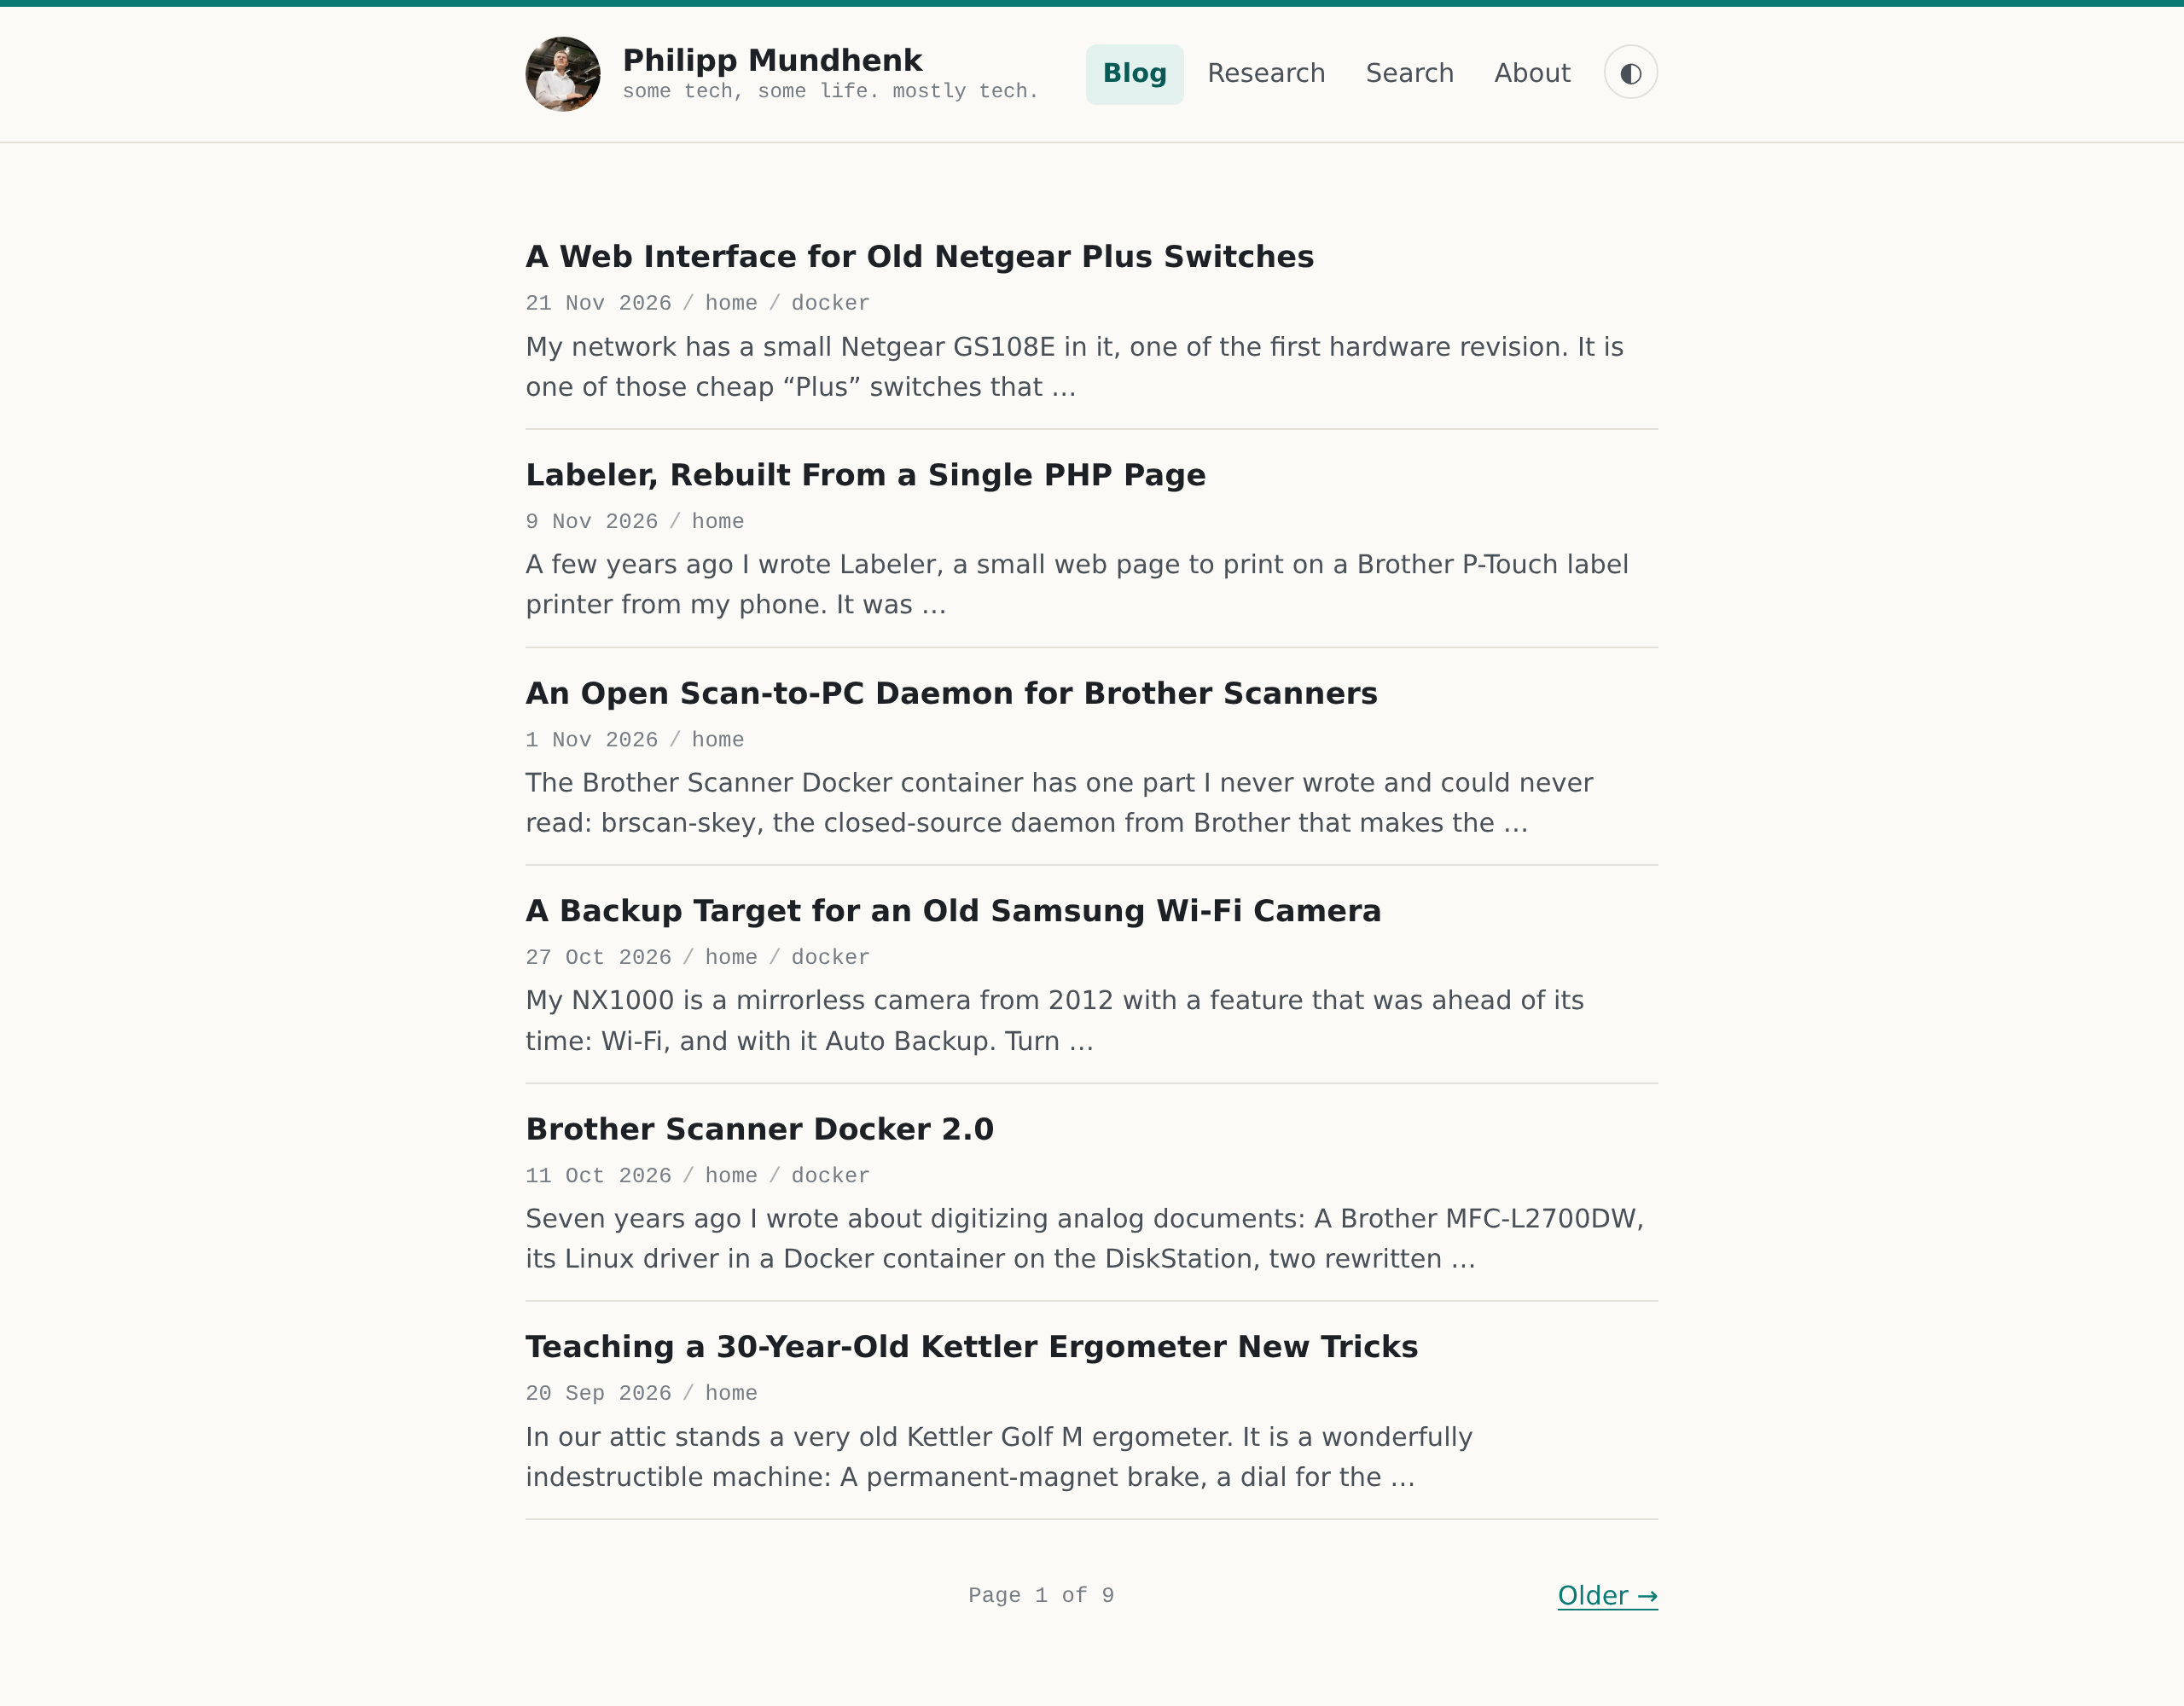 Philipp Mundhenk
some tech, some life. mostly tech.
Blog
Research
Search
About
A Web Interface for Old Netgear Plus Switches
21 Nov 2026 / home / docker
My network has a small Netgear GS108E in it, one of the first hardware revision. It is
one of those cheap “Plus” switches that …
Labeler, Rebuilt From a Single PHP Page
9 Nov 2026 / home
A few years ago I wrote Labeler, a small web page to print on a Brother P-Touch label
printer from my phone. It was …
An Open Scan-to-PC Daemon for Brother Scanners
1 Nov 2026 / home
The Brother Scanner Docker container has one part I never wrote and could never
read: brscan-skey, the closed-source daemon from Brother that makes the …
A Backup Target for an Old Samsung Wi-Fi Camera
27 Oct 2026 / home / docker
My NX1000 is a mirrorless camera from 2012 with a feature that was ahead of its
time: Wi-Fi, and with it Auto Backup. Turn …
Brother Scanner Docker 2.0
11 Oct 2026 / home / docker
Seven years ago I wrote about digitizing analog documents: A Brother MFC-L2700DW,
its Linux driver in a Docker container on the DiskStation, two rewritten …
Teaching a 30-Year-Old Kettler Ergometer New Tricks
20 Sep 2026 / home
In our attic stands a very old Kettler Golf M ergometer. It is a wonderfully
indestructible machine: A permanent-magnet brake, a dial for the …
Page 1 of 9
Older →